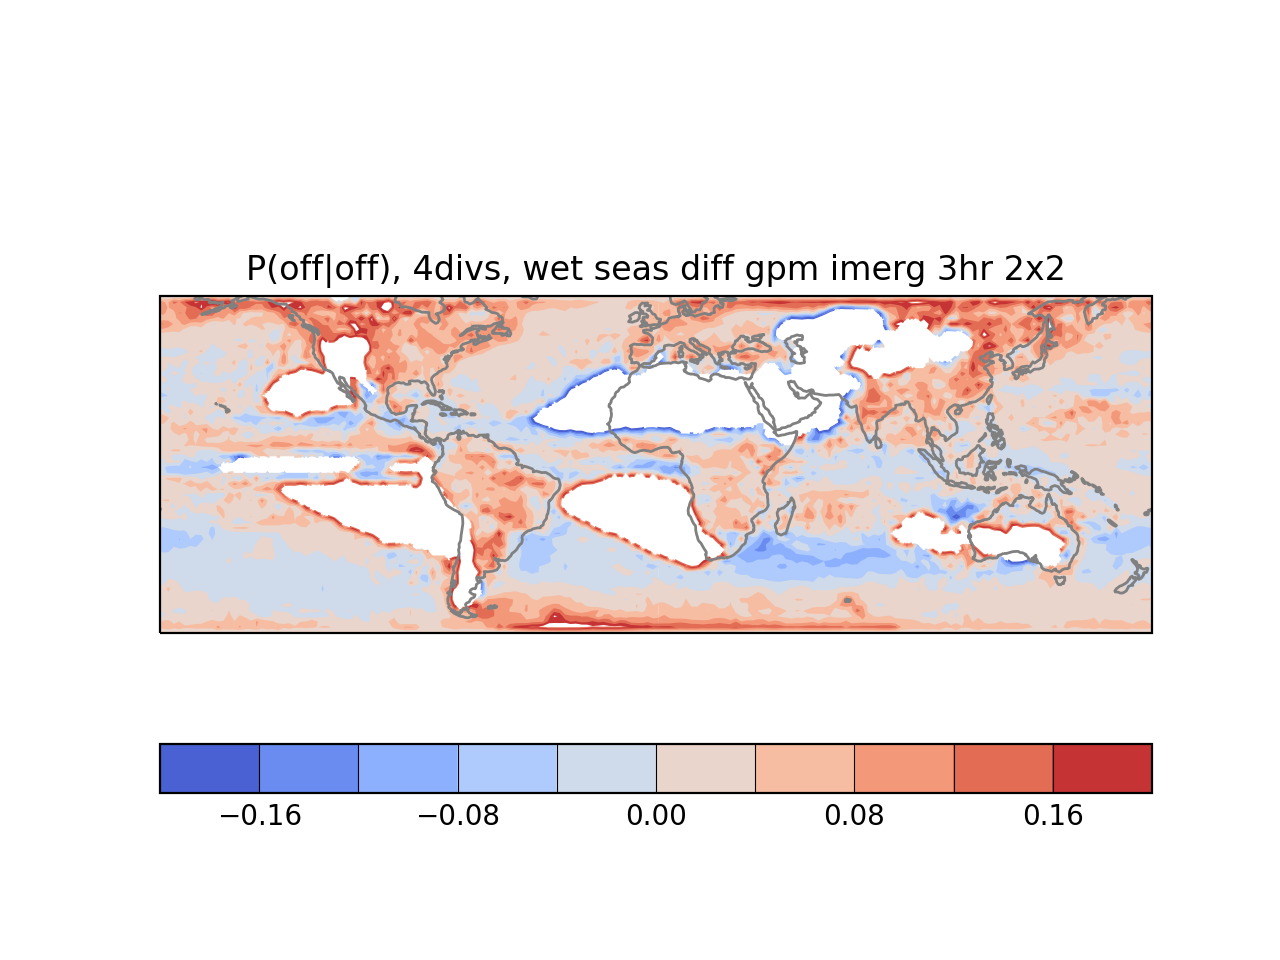 P(off|off), 4divs, wet seas diff gpm imerg 3hr 2x2
−0.16 −0.08 0.00 0.08 0.16